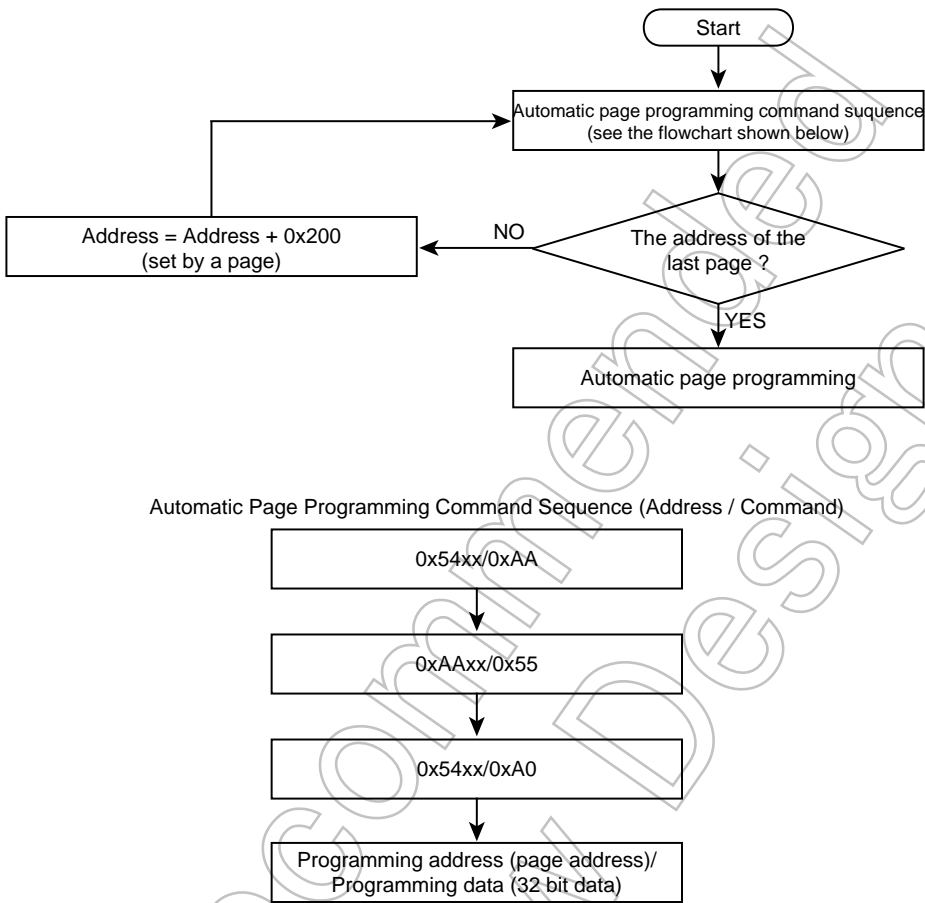 Start
Automatic page programming command suquence
(see the flowchart shown below)
Address = Address + 0x200
(set by a page)
NO
The address of the
last page ?
YES
Automatic page programming
Automatic Page Programming Command Sequence (Address / Command)
0x54xx/0xAA
0xAAxx/0x55
0x54xx/0xA0
Programming address (page address)/
Programming data (32 bit data)